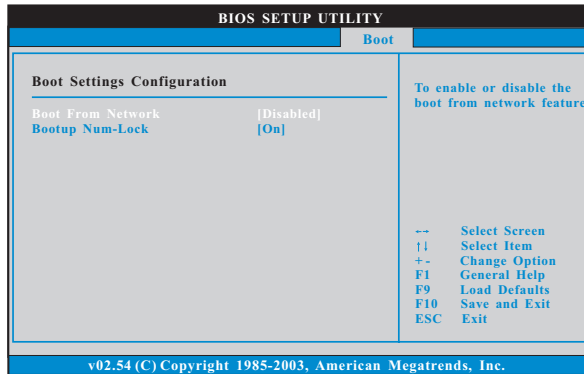 BIOS SETUP UTILITY
Boot
Boot Settings Configuration
Boot From Network [Disabled]
Bootup Num-Lock [On]
To enable or disable the
boot from network feature
←→ Select Screen
↑↓ Select Item
+ - Change Option
F1 General Help
F9 Load Defaults
F10 Save and Exit
ESC Exit
v02.54 (C) Copyright 1985-2003, American Megatrends, Inc.